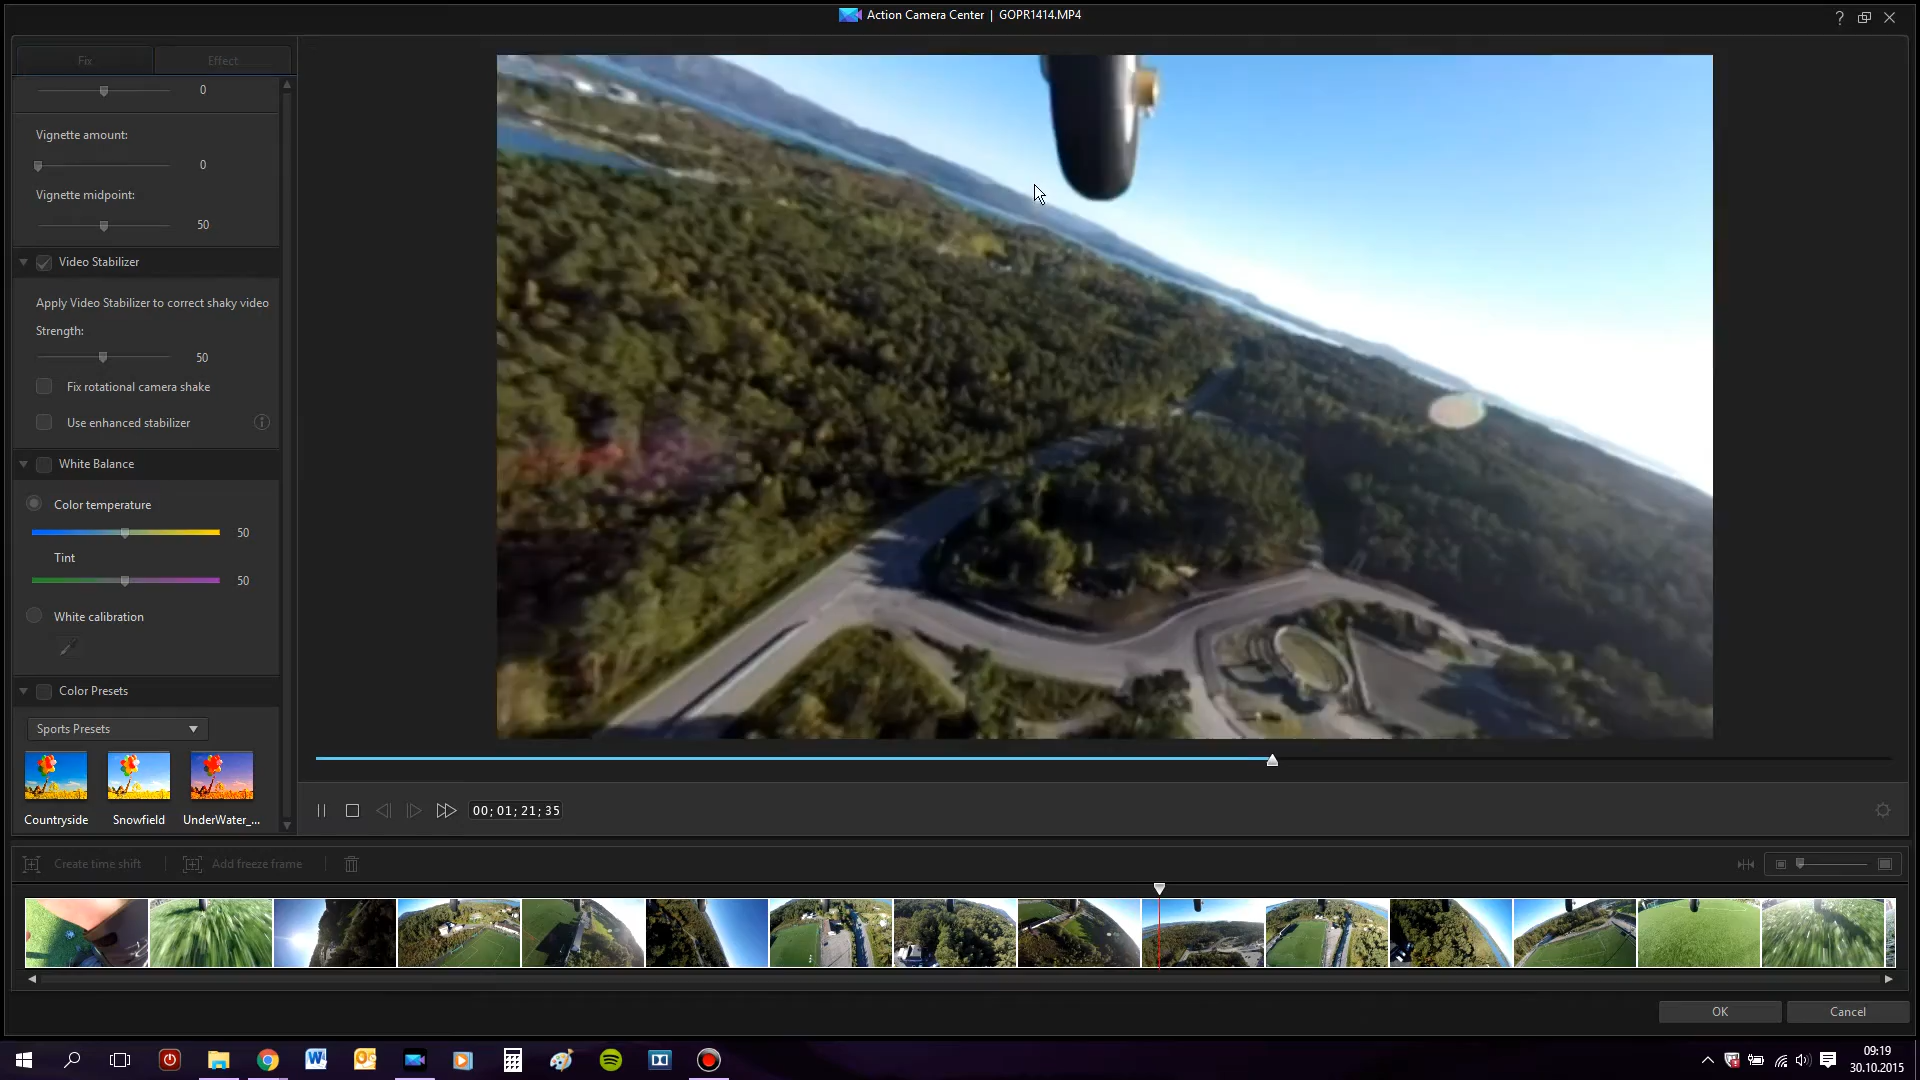 Action Camera Center | GOPR1414.MP4
?
Fix
Effect
0
Vignette amount:
0
Vignette midpoint:
50
Video Stabilizer
Apply Video Stabilizer to correct shaky video
Strength:
50
Fix rotational camera shake
Use enhanced stabilizer
White Balance
Color temperature
50
Tint
50
White calibration
Color Presets
Sports Presets
Countryside
Snowfield
UnderWater_...
00; 01; 21; 35
Create time shift
Add freeze frame
OK
Cancel
09:19
30.10.2015